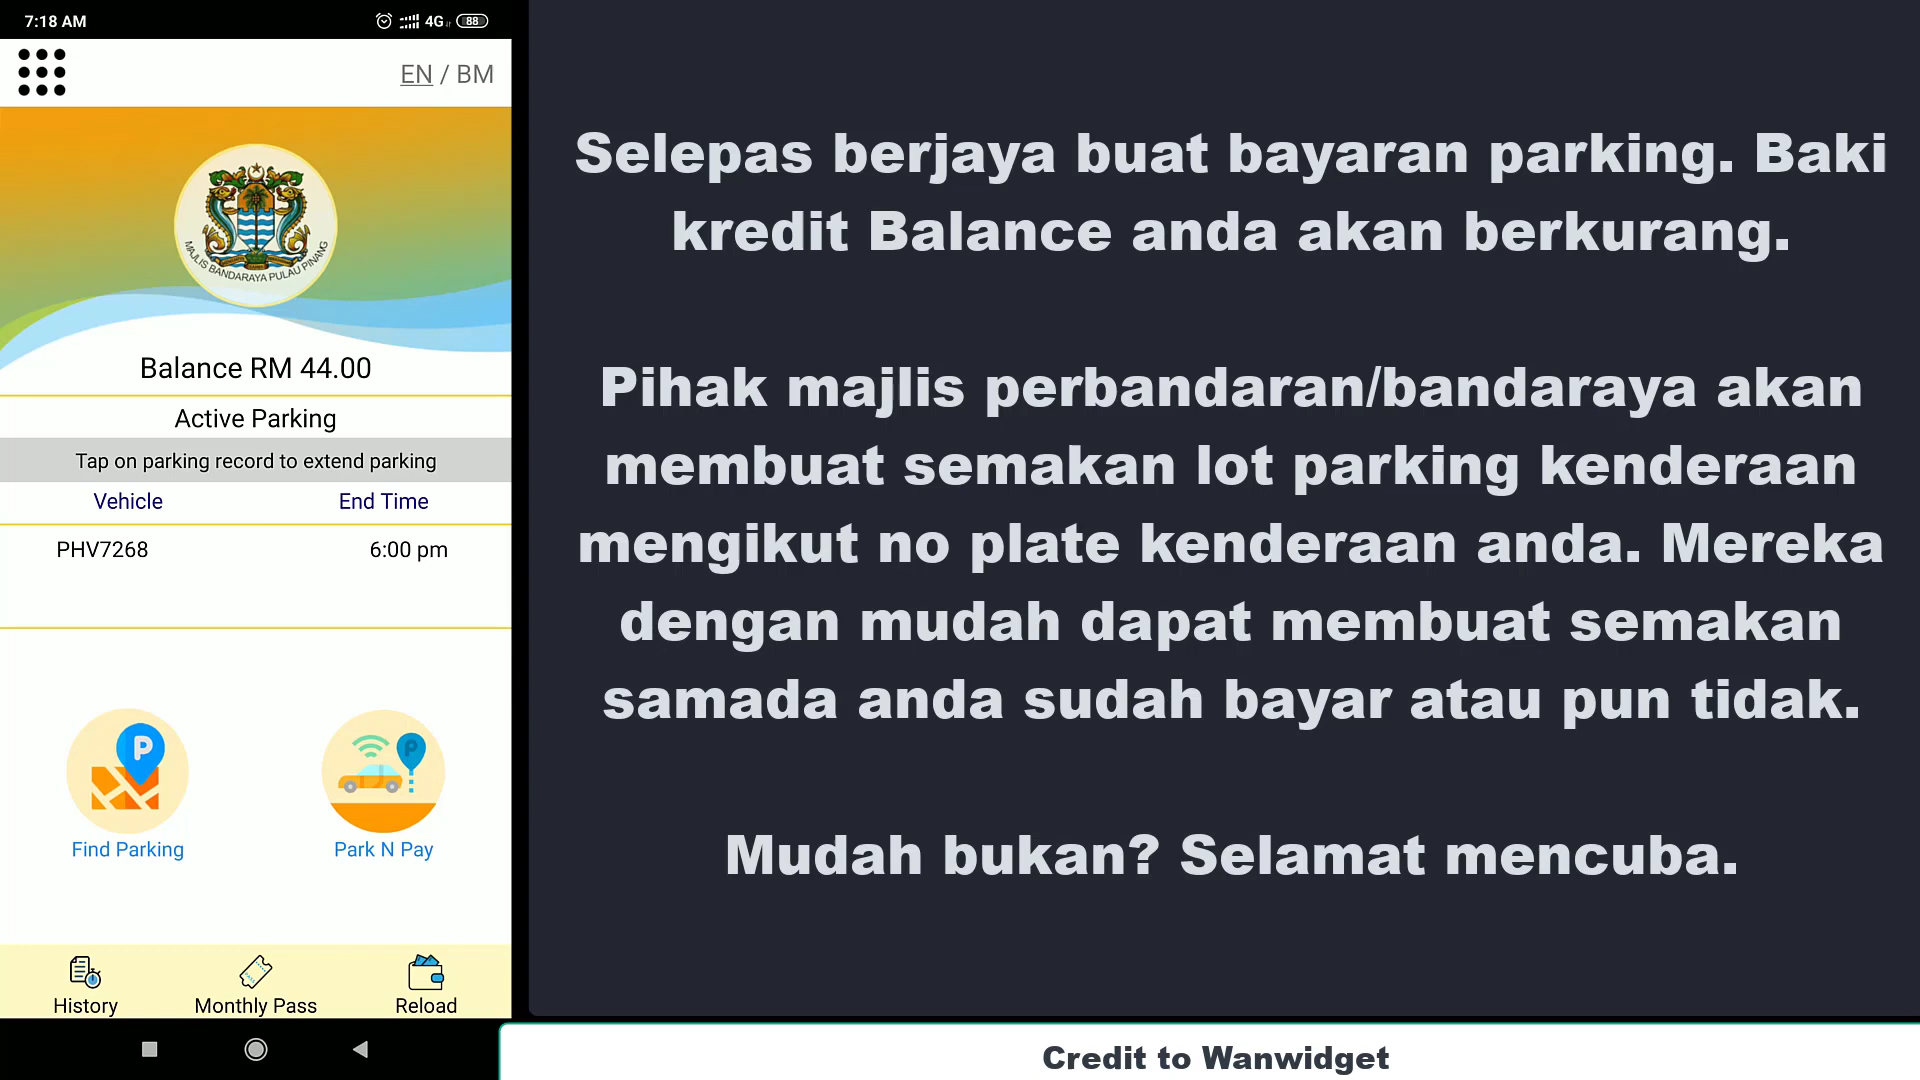 7:18 AM
4G
88
EN / BM
MAJLIS BANDARAYA PULAU PINANG
Balance RM 44.00
Active Parking
Tap on parking record to extend parking
Vehicle End Time
PHV7268 6:00 pm
P
P
Find Parking Park N Pay
History Monthly Pass Reload
Selepas berjaya buat bayaran parking. Baki
kredit Balance anda akan berkurang.
Pihak majlis perbandaran/bandaraya akan
membuat semakan lot parking kenderaan
mengikut no plate kenderaan anda. Mereka
dengan mudah dapat membuat semakan
samada anda sudah bayar atau pun tidak.
Mudah bukan? Selamat mencuba.
Credit to Wanwidget